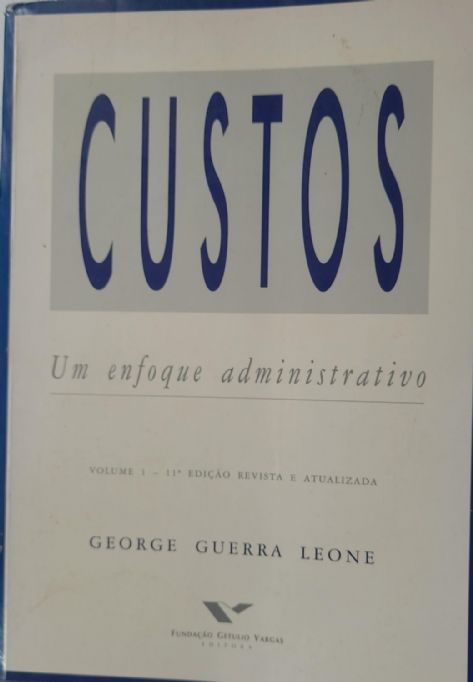 CUSTOS
Um enfoque administrativo
VOLUME 1 - 11ª EDIÇÃO REVISTA E ATUALIZADA
GEORGE GUERRA LEONE
FUNDAÇÃO GETULIO VARGAS
EDITORA